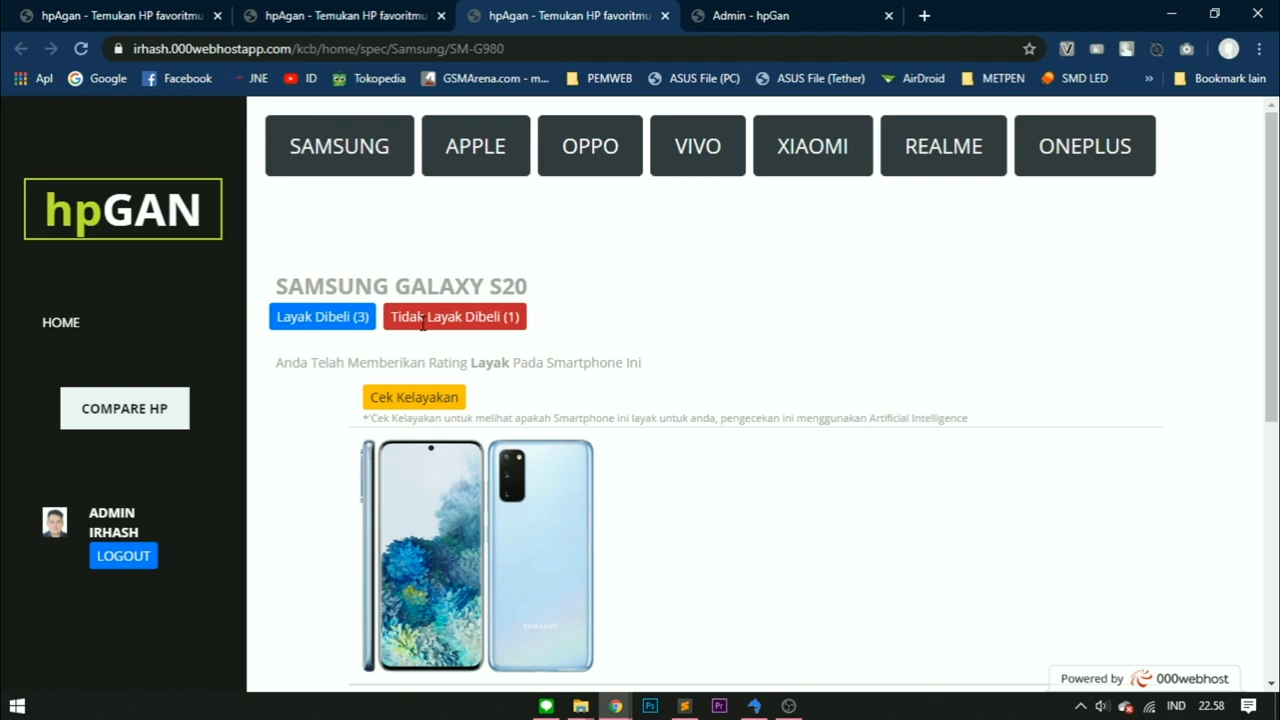 hpAgan - Temukan HP favoritmu
hpAgan - Temukan HP favoritmu
hpAgan - Temukan HP favoritmu
Admin - hpGan
irhash.000webhostapp.com/kcb/home/spec/Samsung/SM-G980
Apl
Google
Facebook
JNE
ID
Tokopedia
GSMArena.com - m...
PEMWEB
ASUS File (PC)
ASUS File (Tether)
AirDroid
METPEN
SMD LED
»
Bookmark lain
SAMSUNG
APPLE
OPPO
VIVO
XIAOMI
REALME
ONEPLUS
hpGAN
HOME
COMPARE HP
ADMIN
IRHASH
LOGOUT
SAMSUNG GALAXY S20
Layak Dibeli (3)
Tidak Layak Dibeli (1)
Anda Telah Memberikan Rating Layak Pada Smartphone Ini
Cek Kelayakan
*'Cek Kelayakan untuk melihat apakah Smartphone ini layak untuk anda, pengecekan ini menggunakan Artificial Intelligence
SAMSUNG
Powered by 000webhost
Ps
Pr
IND
22.58